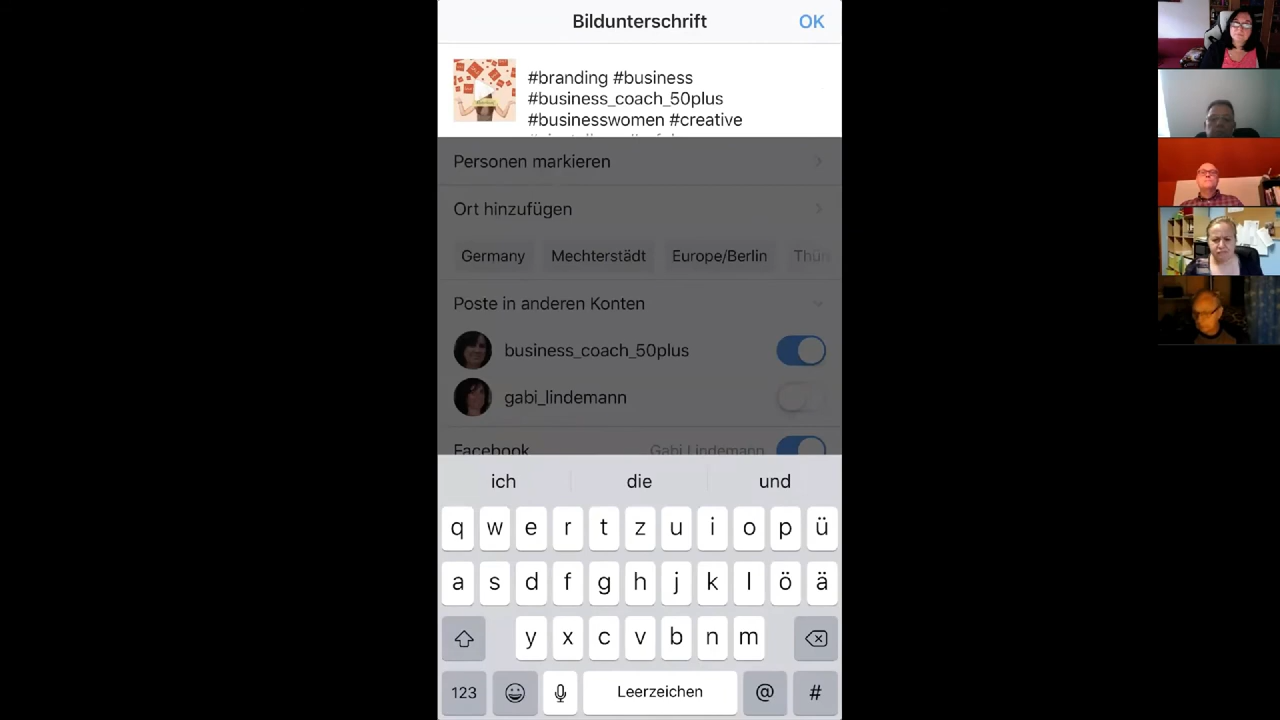 Bildunterschrift OK
#branding #business
#business_coach_50plus
#businesswomen #creative
Personen markieren
Ort hinzufügen
Germany Mechterstädt Europe/Berlin Thür
Poste in anderen Konten
business_coach_50plus
gabi_lindemann
Facebook Gabi Lindemann
ich die und
q w e r t z u i o p ü
a s d f g h j k l ö ä
y x c v b n m
123 Leerzeichen @ #